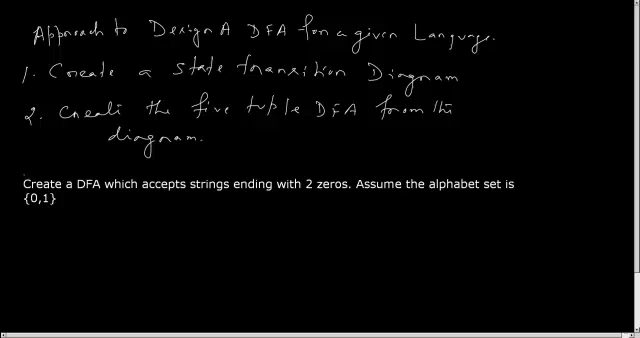 Approach to Design A DFA for a given Language.
1. Create a State transition Diagram
2. Create the five tuple DFA from the
diagram.
Create a DFA which accepts strings ending with 2 zeros. Assume the alphabet set is
{0,1}